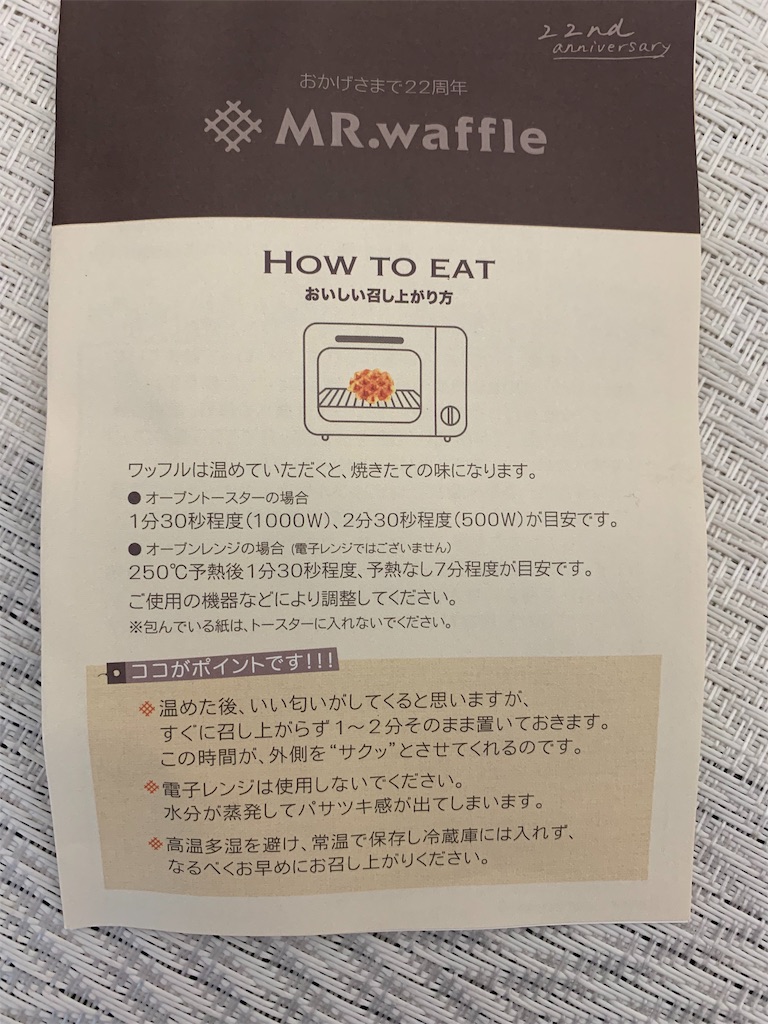 22nd
anniversary
おかげさまで22周年
MR.waffle
HOW TO EAT
おいしい召し上がり方
ワッフルは温めていただくと、焼きたての味になります。
● オーブントースターの場合
1分30秒程度(1000W)、2分30秒程度(500W)が目安です。
● オーブンレンジの場合 (電子レンジではございません)
250℃予熱後1分30秒程度、予熱なし7分程度が目安です。
ご使用の機器などにより調整してください。
※包んでいる紙は、トースターに入れないでください。
ココがポイントです!!!
温めた後、いい匂いがしてくると思いますが、
すぐに召し上がらず1～2分そのまま置いておきます。
この時間が、外側を“サクッ”とさせてくれるのです。
電子レンジは使用しないでください。
水分が蒸発してパサツキ感が出てしまいます。
高温多湿を避け、常温で保存し冷蔵庫には入れず、
なるべくお早めにお召し上がりください。